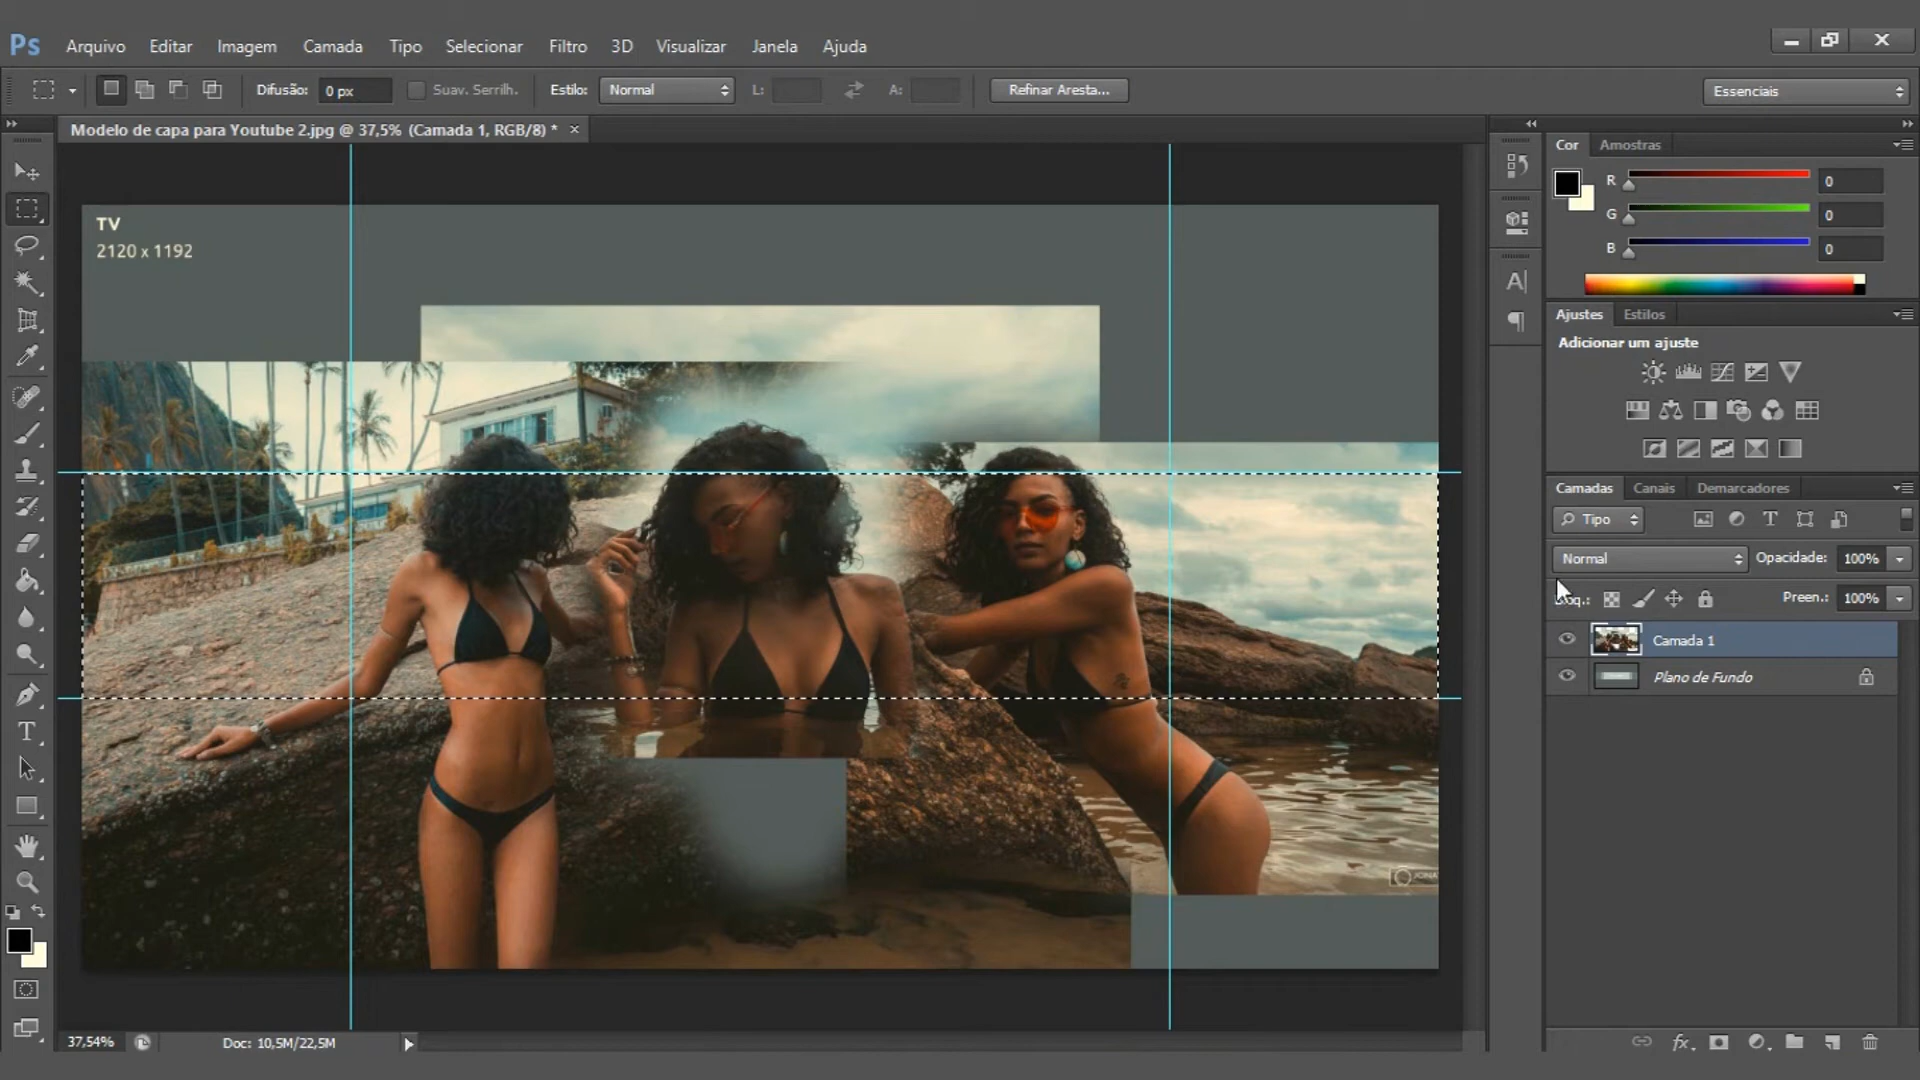 Ps Arquivo Editar Imagem Camada Tipo Selecionar Filtro 3D Visualizar Janela Ajuda
Difusão: 0 px Suav. Serrilh. Estilo: Normal L: A: Refinar Aresta... Essenciais
Modelo de capa para Youtube 2.jpg @ 37,5% (Camada 1, RGB/8) * ×
Cor Amostras
R 0
G 0
B 0
TV
2120 x 1192
Ajustes Estilos
Adicionar um ajuste
Camadas Canais Demarcadores
Tipo
Normal Opacidade: 100%
Preen.: 100%
Camada 1
Plano de Fundo
37,54% Doc: 10,5M/22,5M